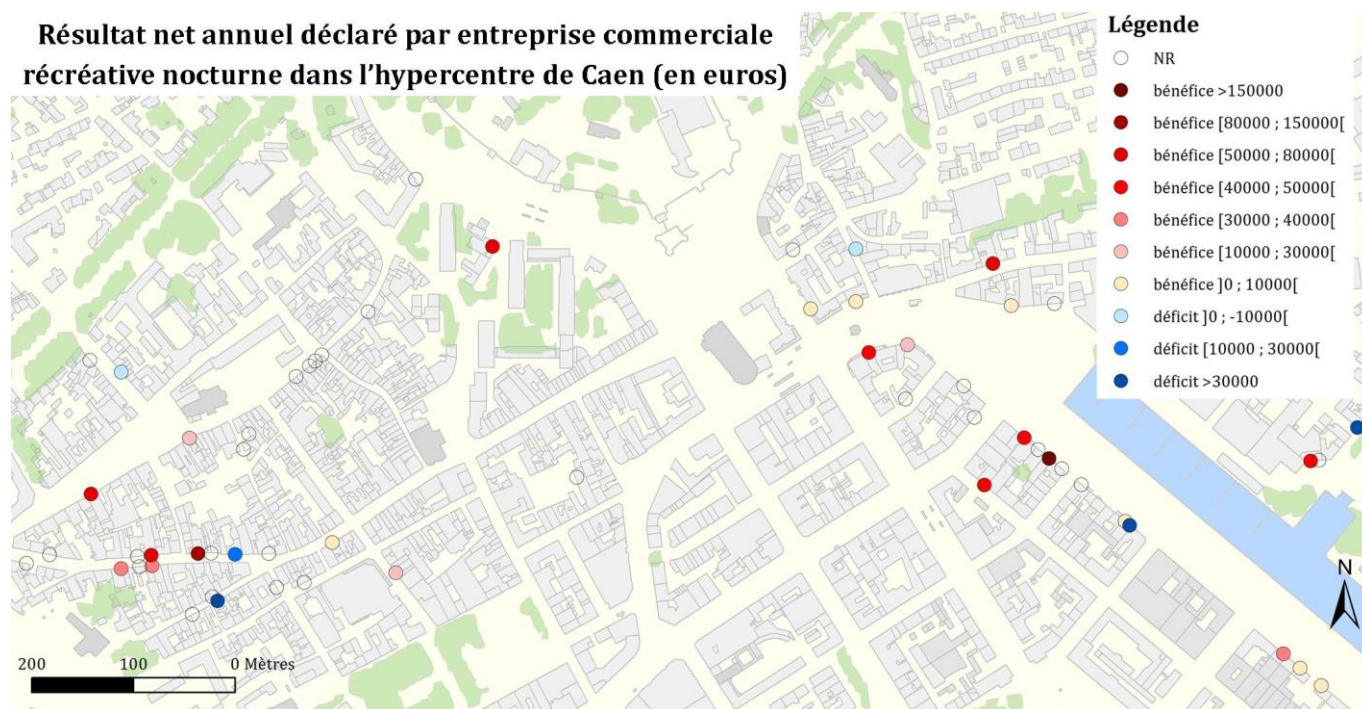 Résultat net annuel déclaré par entreprise commerciale
récréative nocturne dans l'hypercentre de Caen (en euros)
Légende
NR
bénéfice >150000
bénéfice [80000 ; 150000[
bénéfice [50000 ; 80000[
bénéfice [40000 ; 50000[
bénéfice [30000 ; 40000[
bénéfice [10000 ; 30000[
bénéfice ]0 ; 10000[
déficit ]0 ; -10000[
déficit [10000 ; 30000[
déficit >30000
N
200 100 0 Mètres